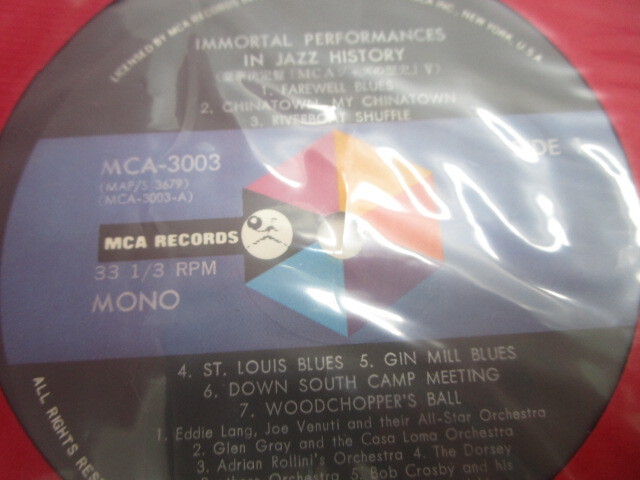 LICENSED BY MCA RECORDS
INC., NEW YORK, U.S.A.
IMMORTAL PERFORMANCES
IN JAZZ HISTORY
1. FAREWELL BLUES
2. CHINATOWN, MY CHINATOWN
3. RIVERBOAT SHUFFLE
MCA-3003
(MAP/S 3679)
(MCA-3003-A)
MCA RECORDS
33 1/3 RPM
MONO
4. ST. LOUIS BLUES 5. GIN MILL BLUES
6. DOWN SOUTH CAMP MEETING
7. WOODCHOPPER'S BALL
1. Eddie Lang, Joe Venuti and their All-Star Orchestra
2. Glen Gray and the Casa Loma Orchestra
3. Adrian Rollini's Orchestra 4. The Dorsey
Brothers Orchestra 5. Bob Crosby and his
ALL RIGHTS RESE